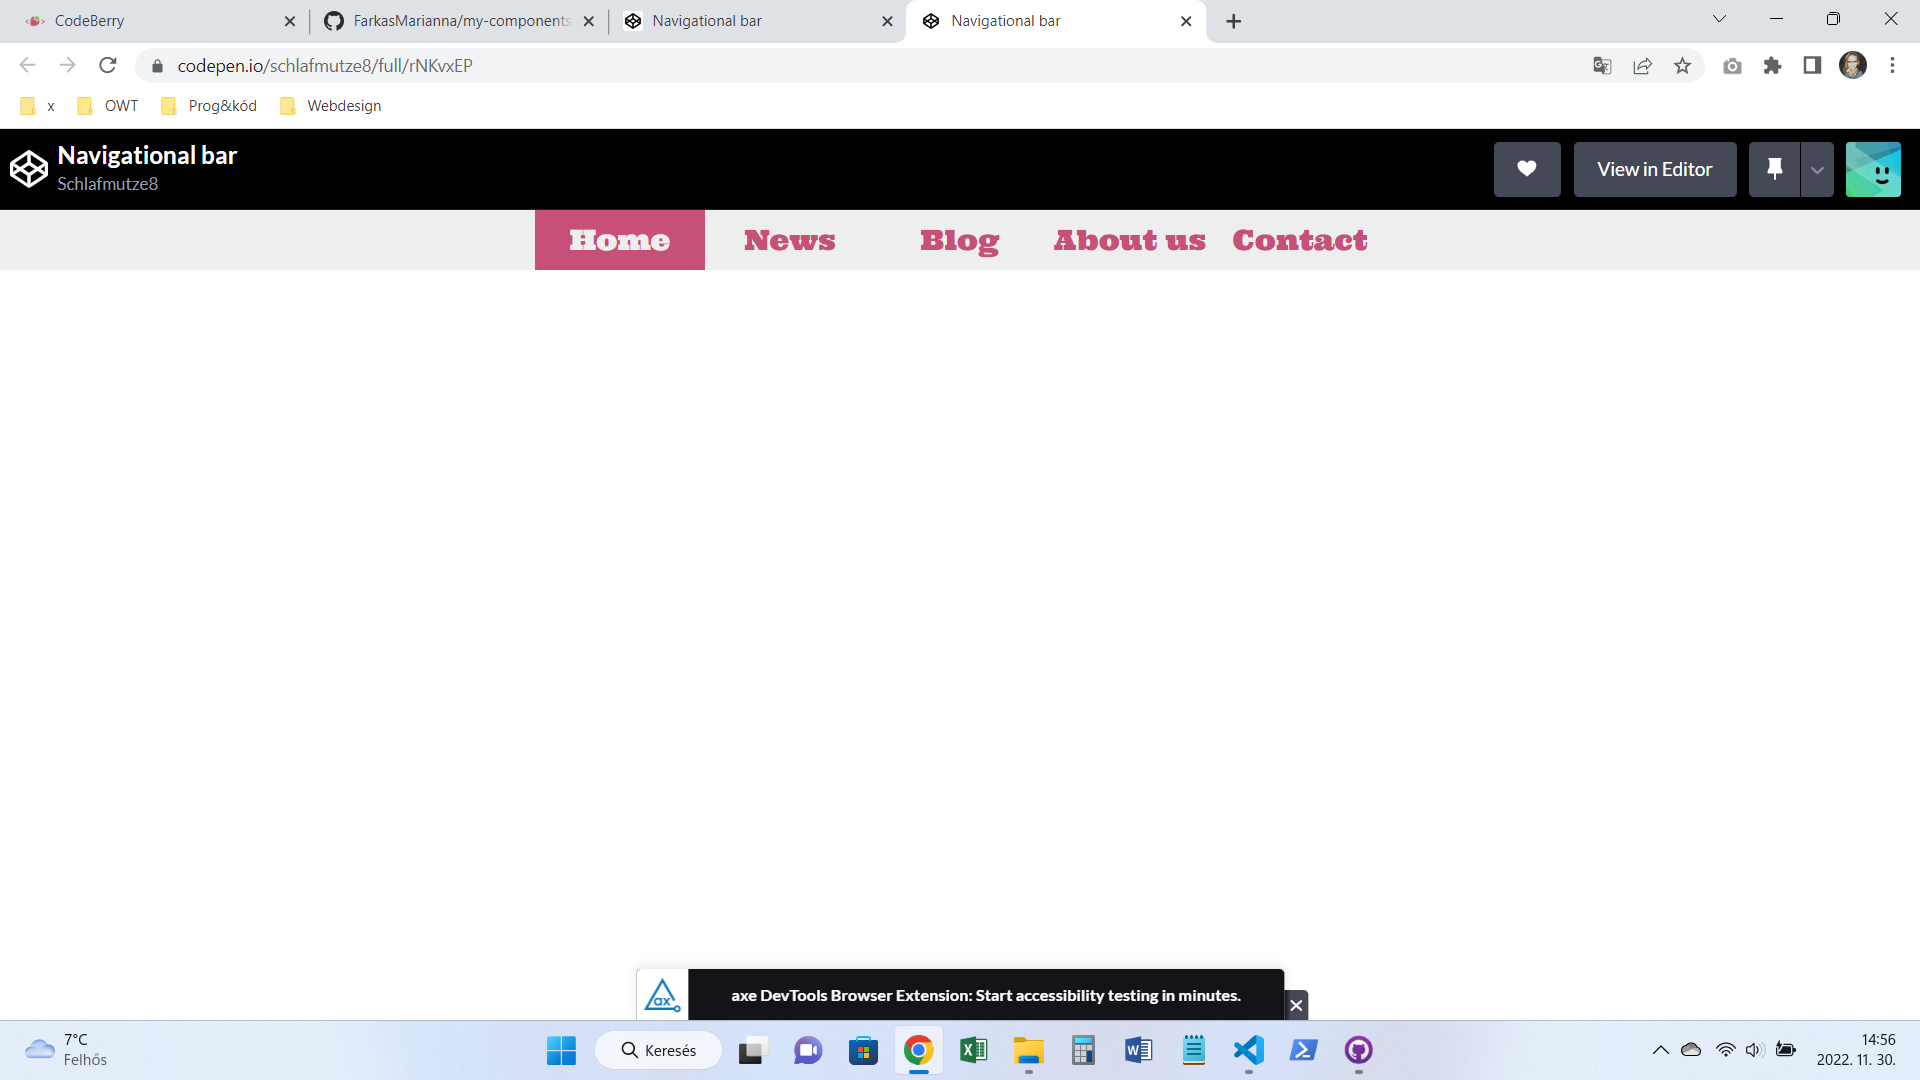 CodeBerry
FarkasMarianna/my-components
Navigational bar
Navigational bar
codepen.io/schlafmutze8/full/rNKvxEP
x
OWT
Prog&kód
Webdesign
Navigational bar
Schlafmutze8
View in Editor
Home
News
Blog
About us
Contact
ax
axe DevTools Browser Extension: Start accessibility testing in minutes.
7°C
Felhős
Keresés
14:56
2022. 11. 30.